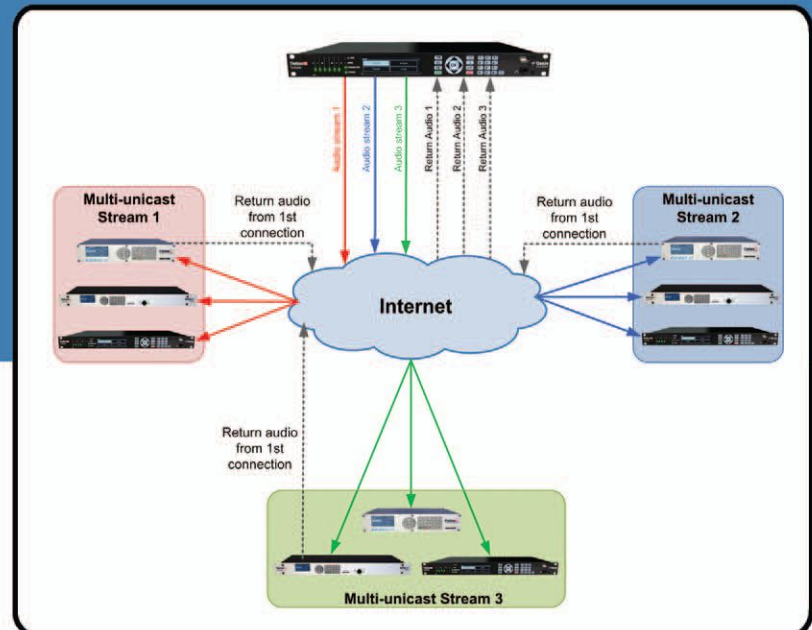 Audio stream 1
Audio stream 2
Audio stream 3
Return Audio 1
Return Audio 2
Return Audio 3
Multi-unicast
Stream 1
Return audio
from 1st
connection
Return audio
from 1st
connection
Multi-unicast
Stream 2
Internet
Return audio
from 1st
connection
Multi-unicast Stream 3